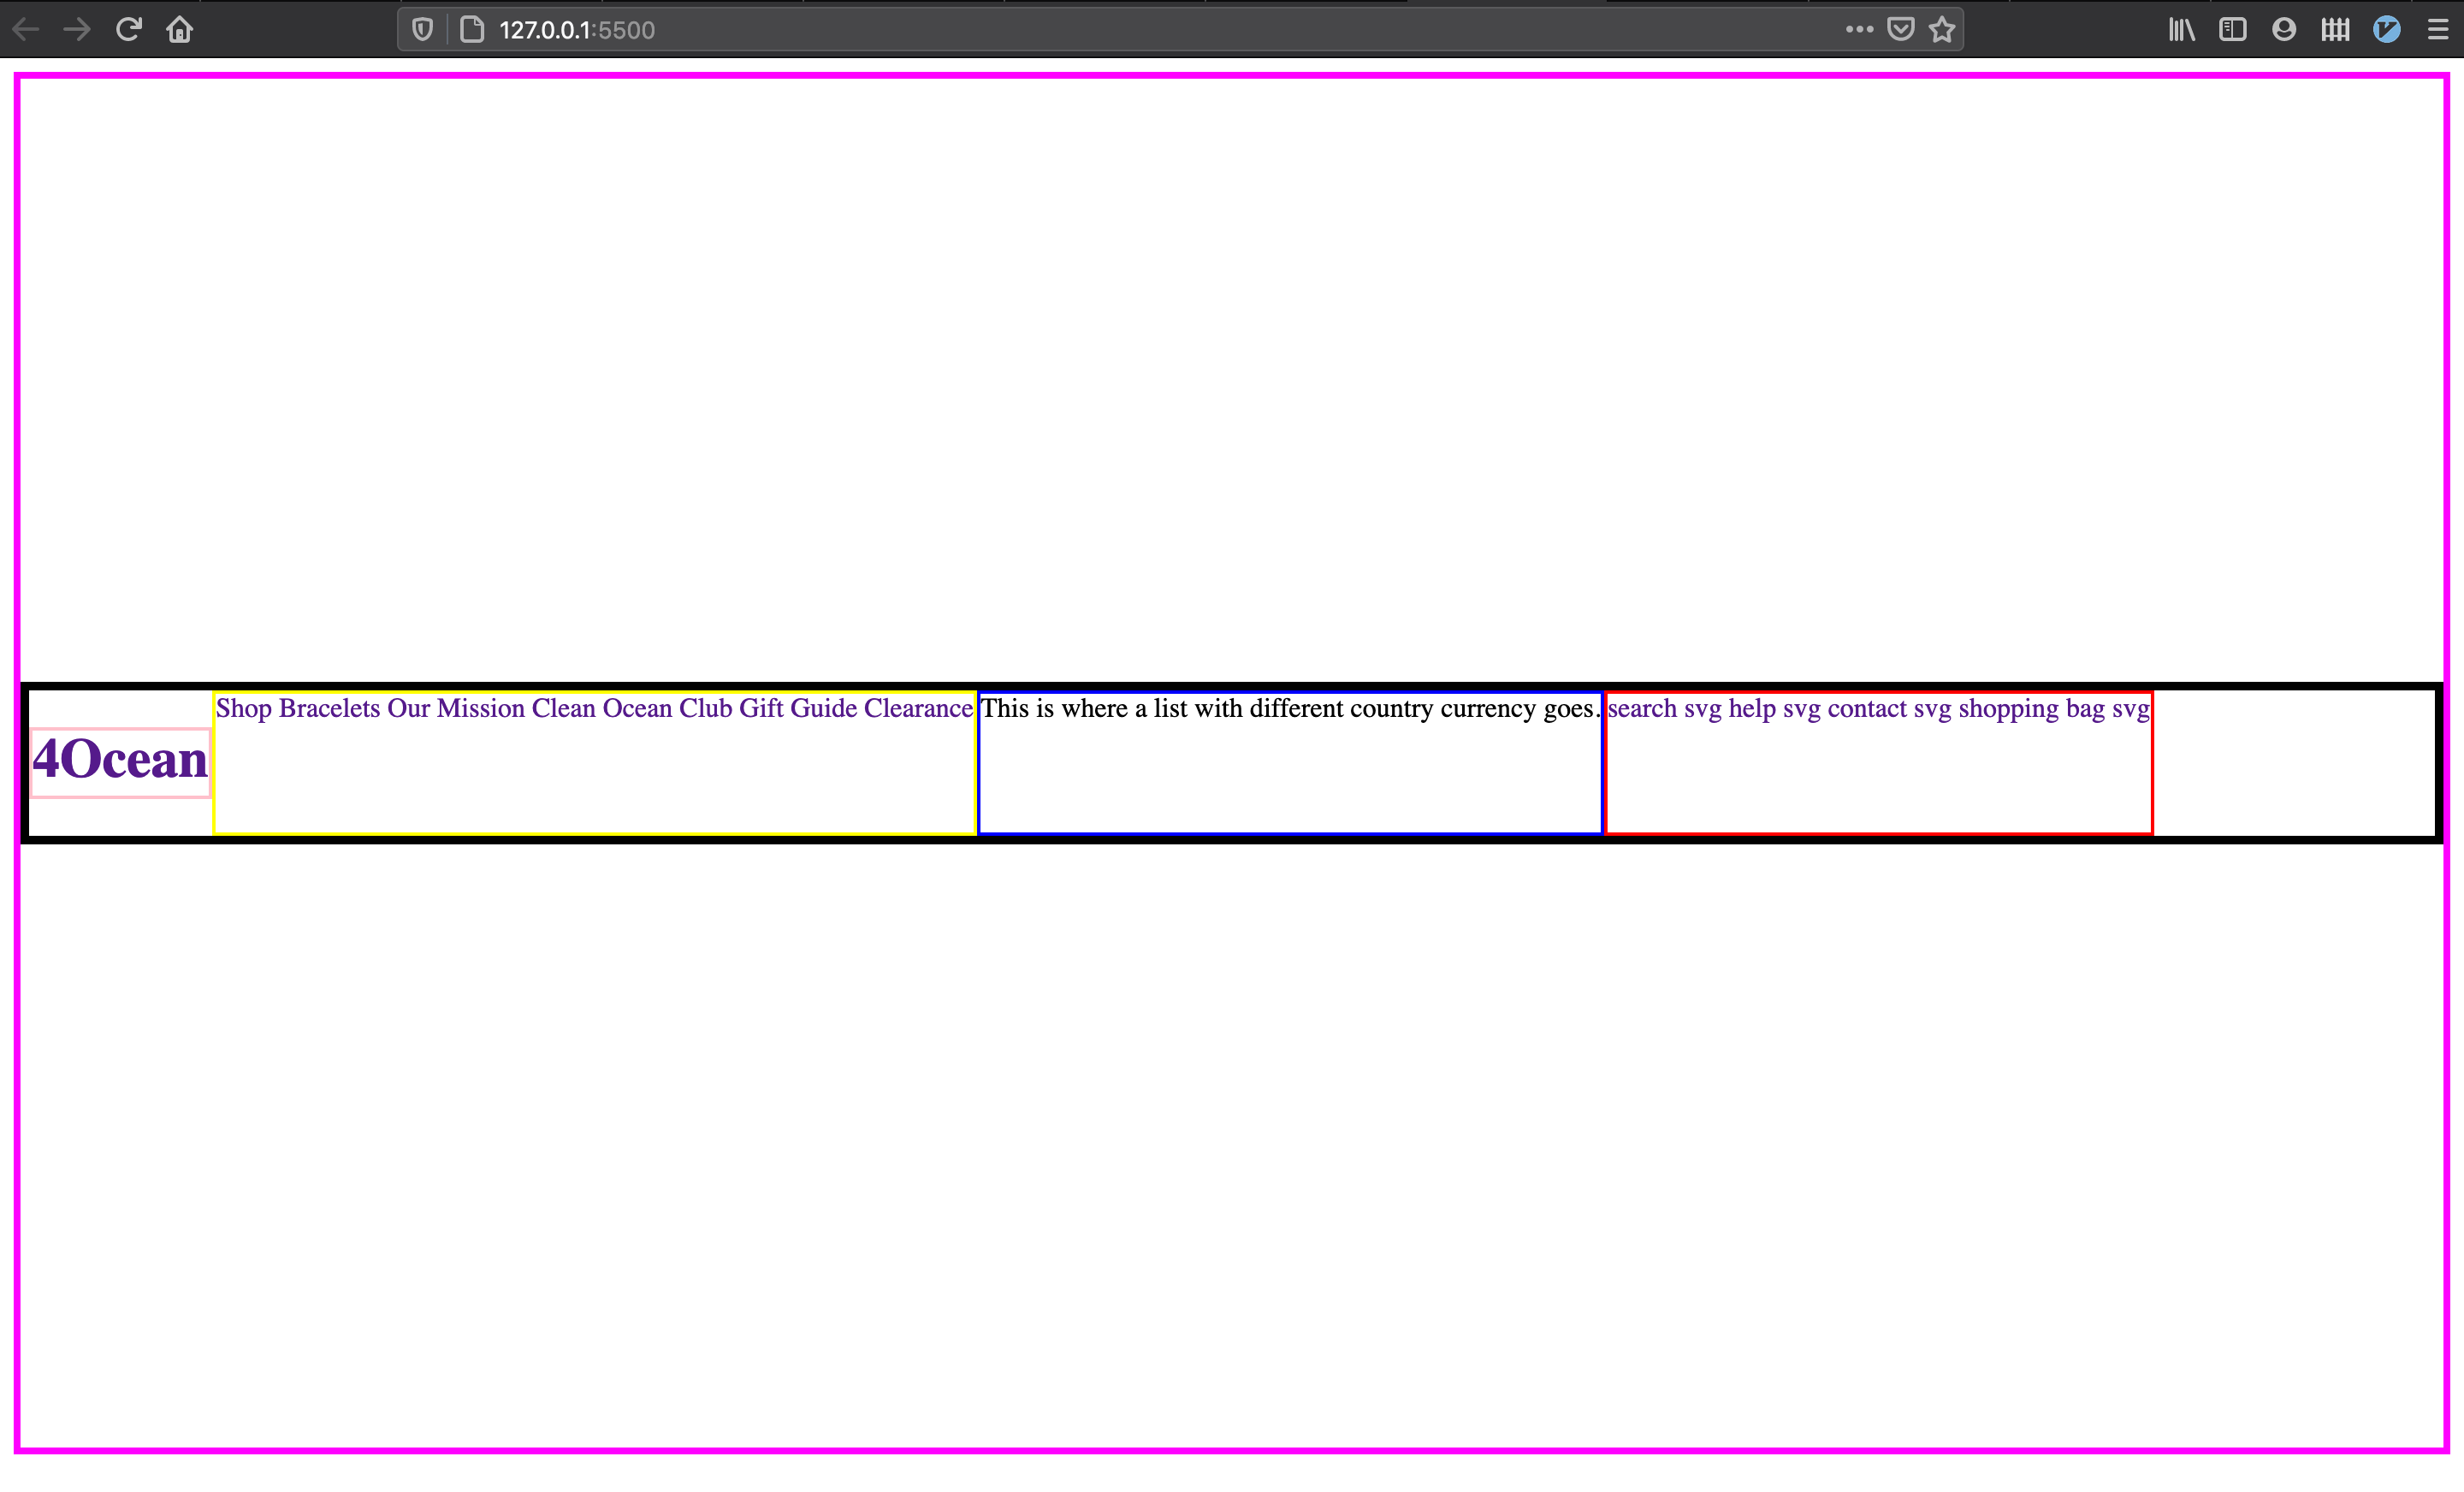 127.0.0.1:5500
Shop Bracelets Our Mission Clean Ocean Club Gift Guide Clearance This is where a list with different country currency goes. search svg help svg contact svg shopping bag svg
4Ocean